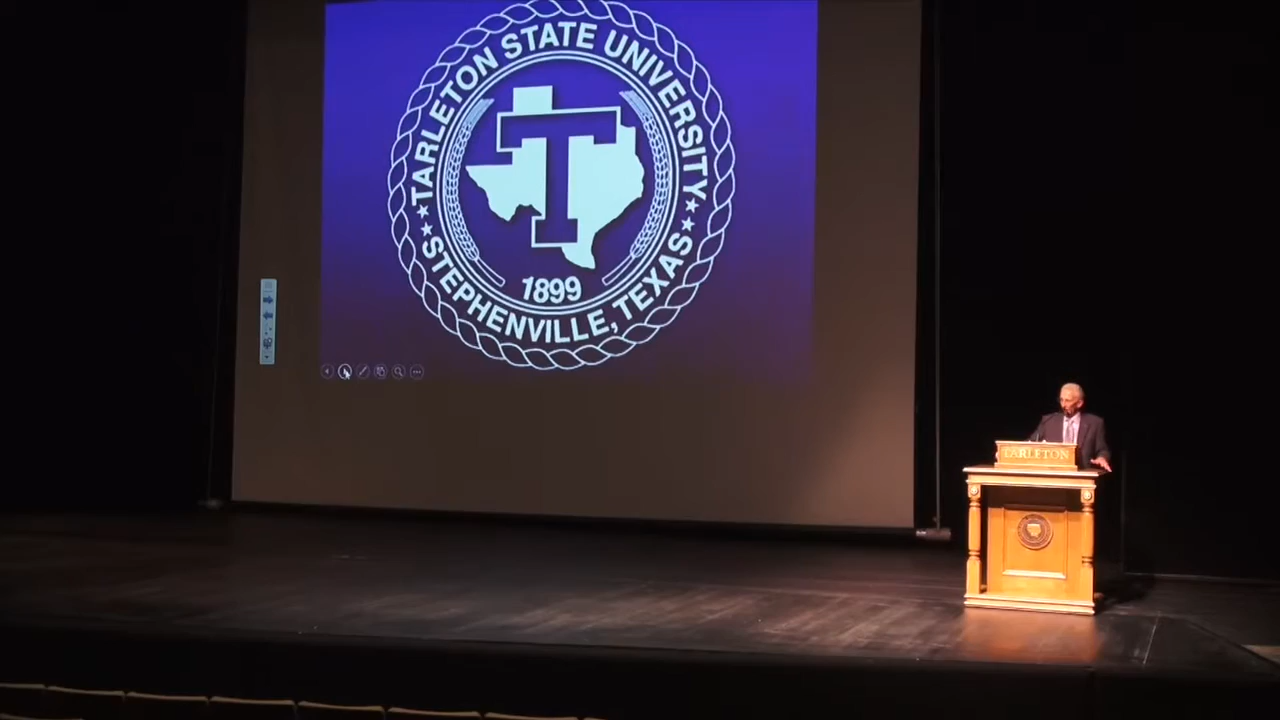 TARLETON STATE UNIVERSITY
T
1899
STEPHENVILLE, TEXAS
TARLETON